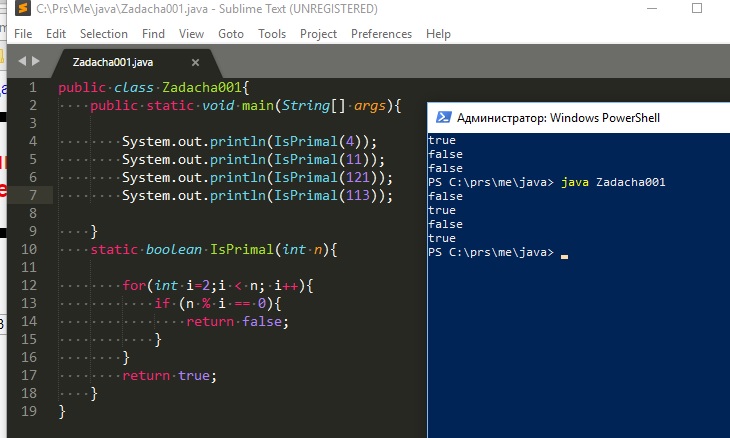 C:\Prs\Me\java\Zadacha001.java - Sublime Text (UNREGISTERED)
File Edit Selection Find View Goto Tools Project Preferences Help
Zadacha001.java
1 public class Zadacha001{
2 public static void main(String[] args){
3
4 System.out.println(IsPrimal(4));
5 System.out.println(IsPrimal(11));
6 System.out.println(IsPrimal(121));
7 System.out.println(IsPrimal(113));
8
9 }
10 static boolean IsPrimal(int n){
11
12 for(int i=2;i < n; i++){
13 if (n % i == 0){
14 return false;
15 }
16 }
17 return true;
18 }
19 }
Администратор: Windows PowerShell
true
false
false
PS C:\prs\me\java> java Zadacha001
false
true
false
true
PS C:\prs\me\java>